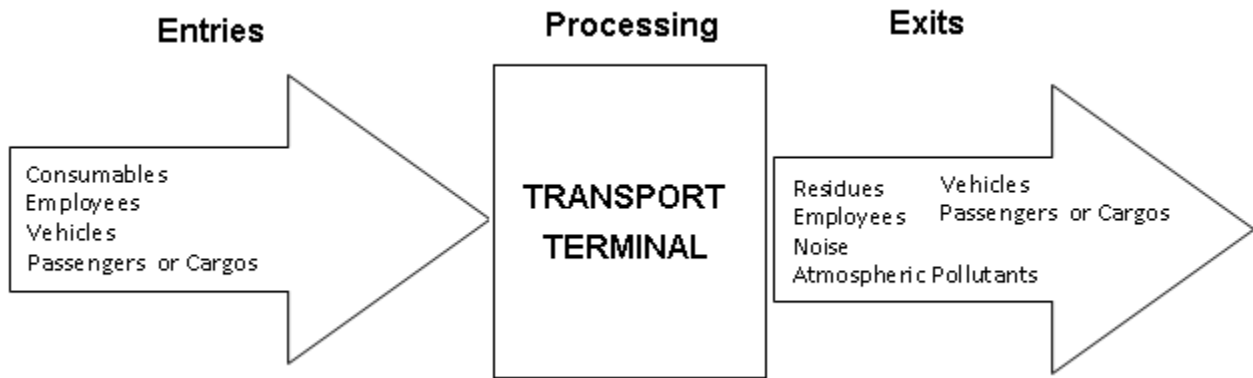 Entries
Processing
Exits
Consumables
Employees
Vehicles
Passengers or Cargos
TRANSPORT
TERMINAL
Residues
Employees
Noise
Atmospheric Pollutants
Vehicles
Passengers or Cargos